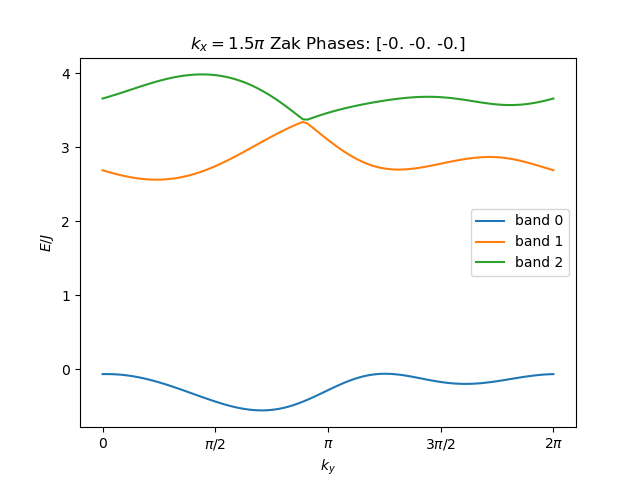 $k_x = 1.5\pi$ Zak Phases: [-0. -0. -0.]
4
3
2
1
0
E/J
band 0
band 1
band 2
0
π/2
π
3π/2
2π
$k_y$